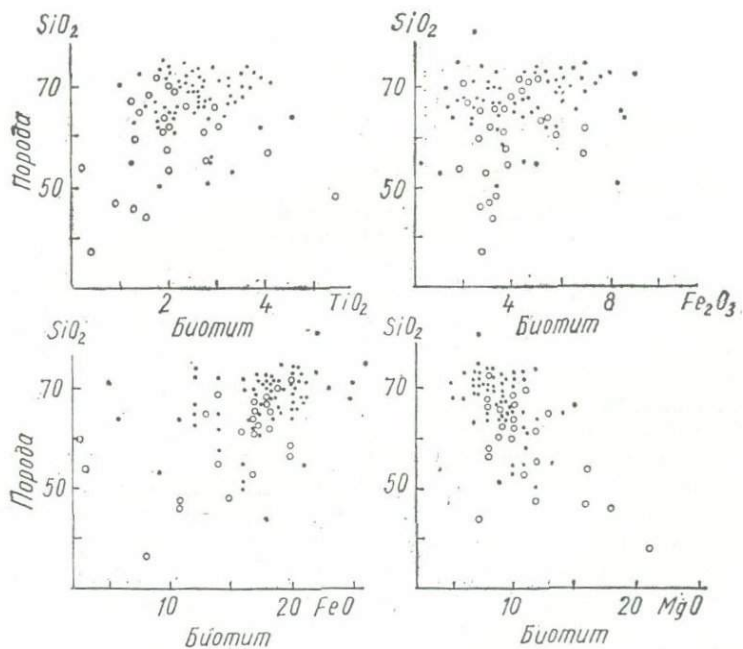 SiO₂
SiO₂
70
70
Порода
50
50
2
4
TiO₂
4
8
Fe₂O₃
Биотит
Биотит
SiO₂
SiO₂
70
70
Порода
50
50
10
20
FeO
10
20
MgO
Биотит
Биотит